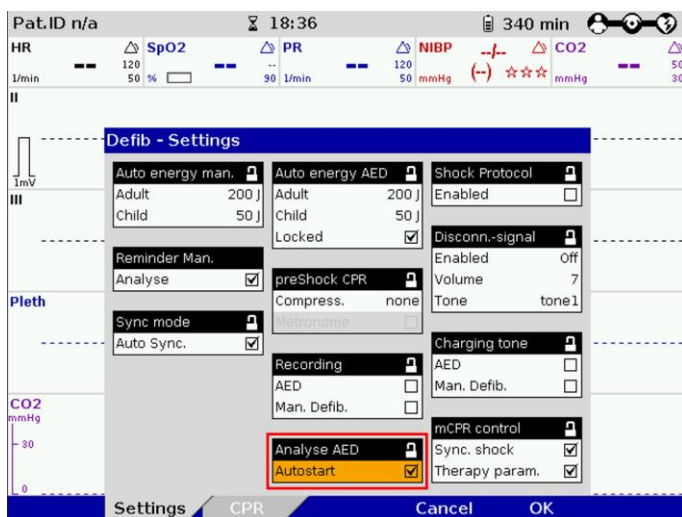 Pat.ID n/a 18:36 340 min
HR 120 50 1/min --
SpO2 -- 90 % --
PR 120 50 1/min --
NIBP --/-- (--) ☆☆☆ mmHg
CO2 50 30 mmHg --
II
1mV
III
Pleth
CO2
mmHg
30
0
Defib - Settings
Auto energy man.
Adult 200 J
Child 50 J
Reminder Man.
Analyse
Sync mode
Auto Sync.
Auto energy AED
Adult 200 J
Child 50 J
Locked
preShock CPR
Compress. none
Metronome
Recording
AED
Man. Defib.
Analyse AED
Autostart
Shock Protocol
Enabled
Disconn.-signal
Enabled Off
Volume 7
Tone tone1
Charging tone
AED
Man. Defib.
mCPR control
Sync. shock
Therapy param.
Settings CPR Cancel OK